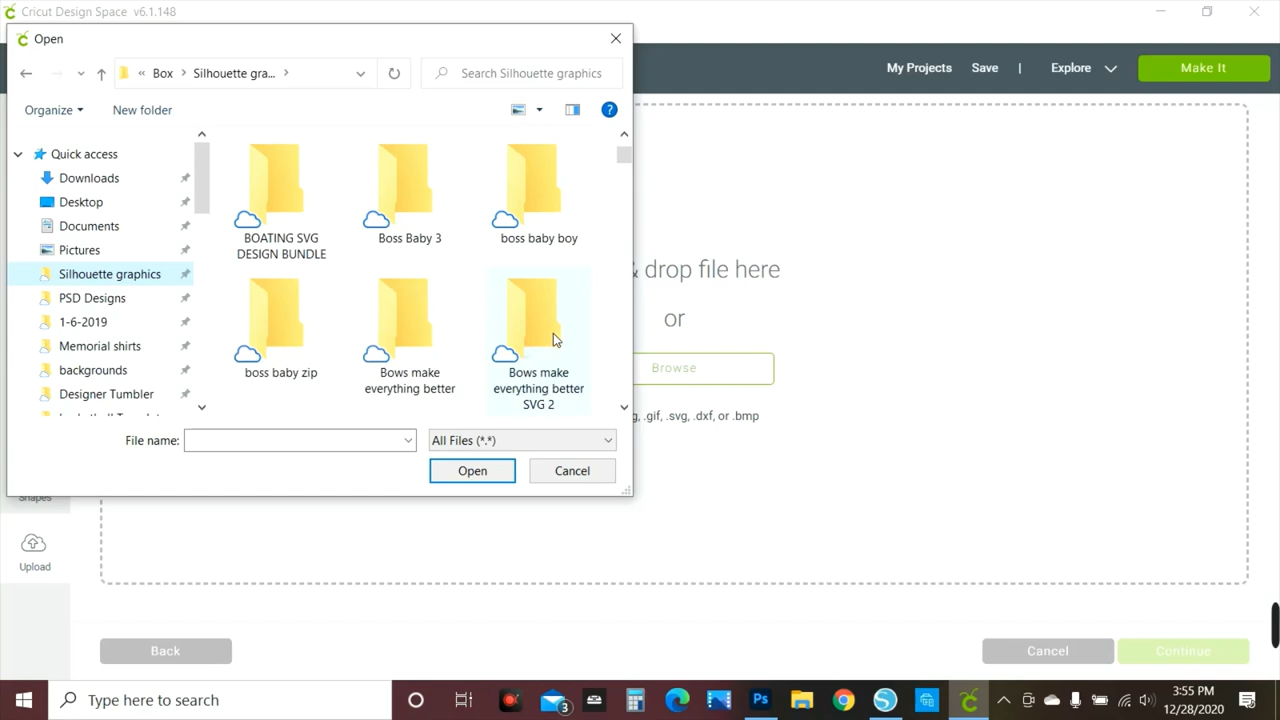 Cricut Design Space v6.1.148
Open
« Box > Silhouette gra... >
Search Silhouette graphics
My Projects
Save
|
Explore
Make It
Organize
New folder
?
Quick access
Downloads
Desktop
Documents
Pictures
Silhouette graphics
PSD Designs
1-6-2019
Memorial shirts
backgrounds
Designer Tumbler
BOATING SVG
DESIGN BUNDLE
Boss Baby 3
boss baby boy
boss baby zip
Bows make
everything better
Bows make
everything better
SVG 2
File name:
All Files (*.*)
Open
Cancel
& drop file here
or
Browse
.gif, .svg, .dxf, or .bmp
Shapes
Upload
Back
Cancel
Continue
Type here to search
3
Ps
3:55 PM
12/28/2020